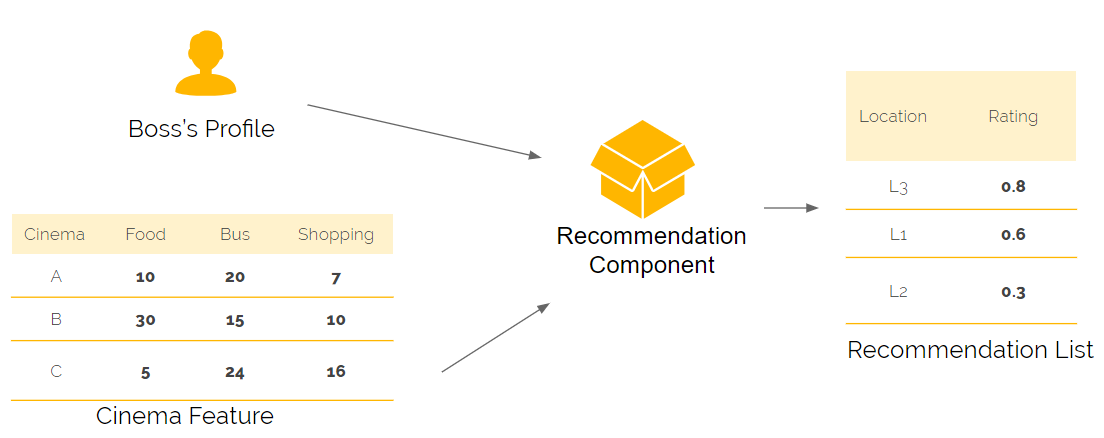 Boss's Profile
Cinema Food Bus Shopping
A 10 20 7
B 30 15 10
C 5 24 16
Cinema Feature
Recommendation
Component
Location Rating
L3 0.8
L1 0.6
L2 0.3
Recommendation List